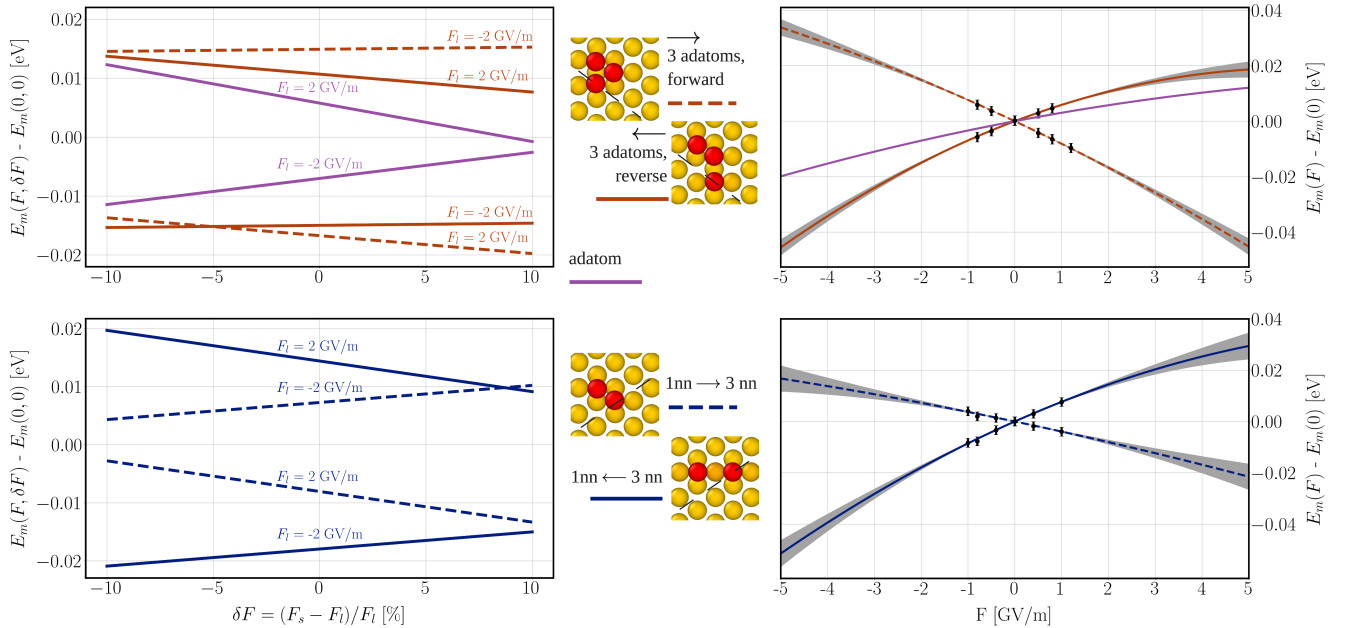 0.02
0.01
0.00
−0.01
−0.02
E_m(F, δF) - E_m(0, 0) [eV]
F_l = -2 GV/m
F_l = 2 GV/m
F_l = 2 GV/m
F_l = -2 GV/m
F_l = -2 GV/m
F_l = 2 GV/m
−10
−5
0
5
10
3 adatoms,
forward
3 adatoms,
reverse
adatom
0.04
0.02
0.00
−0.02
−0.04
E_m(F) - E_m(0) [eV]
-5
-4
-3
-2
-1
0
1
2
3
4
5
0.02
0.01
0.00
−0.01
−0.02
E_m(F, δF) - E_m(0, 0) [eV]
F_l = 2 GV/m
F_l = -2 GV/m
F_l = 2 GV/m
F_l = -2 GV/m
−10
−5
0
5
10
δF = (F_s − F_l)/F_l [%]
1nn ⟶ 3 nn
1nn ⟵ 3 nn
0.04
0.02
0.00
−0.02
−0.04
E_m(F) - E_m(0) [eV]
-5
-4
-3
-2
-1
0
1
2
3
4
5
F [GV/m]